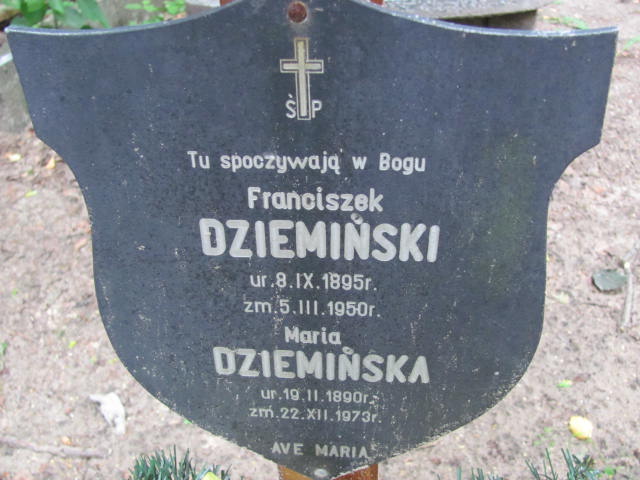 Ś P
Tu spoczywają w Bogu
Franciszek
DZIEMIŃSKI
ur. 8. IX. 1895r.
zm. 5. III. 1950r.
Maria
DZIEMIŃSKA
ur. 19. II. 1890r.
zm. 22. XII. 1973r.
AVE MARIA